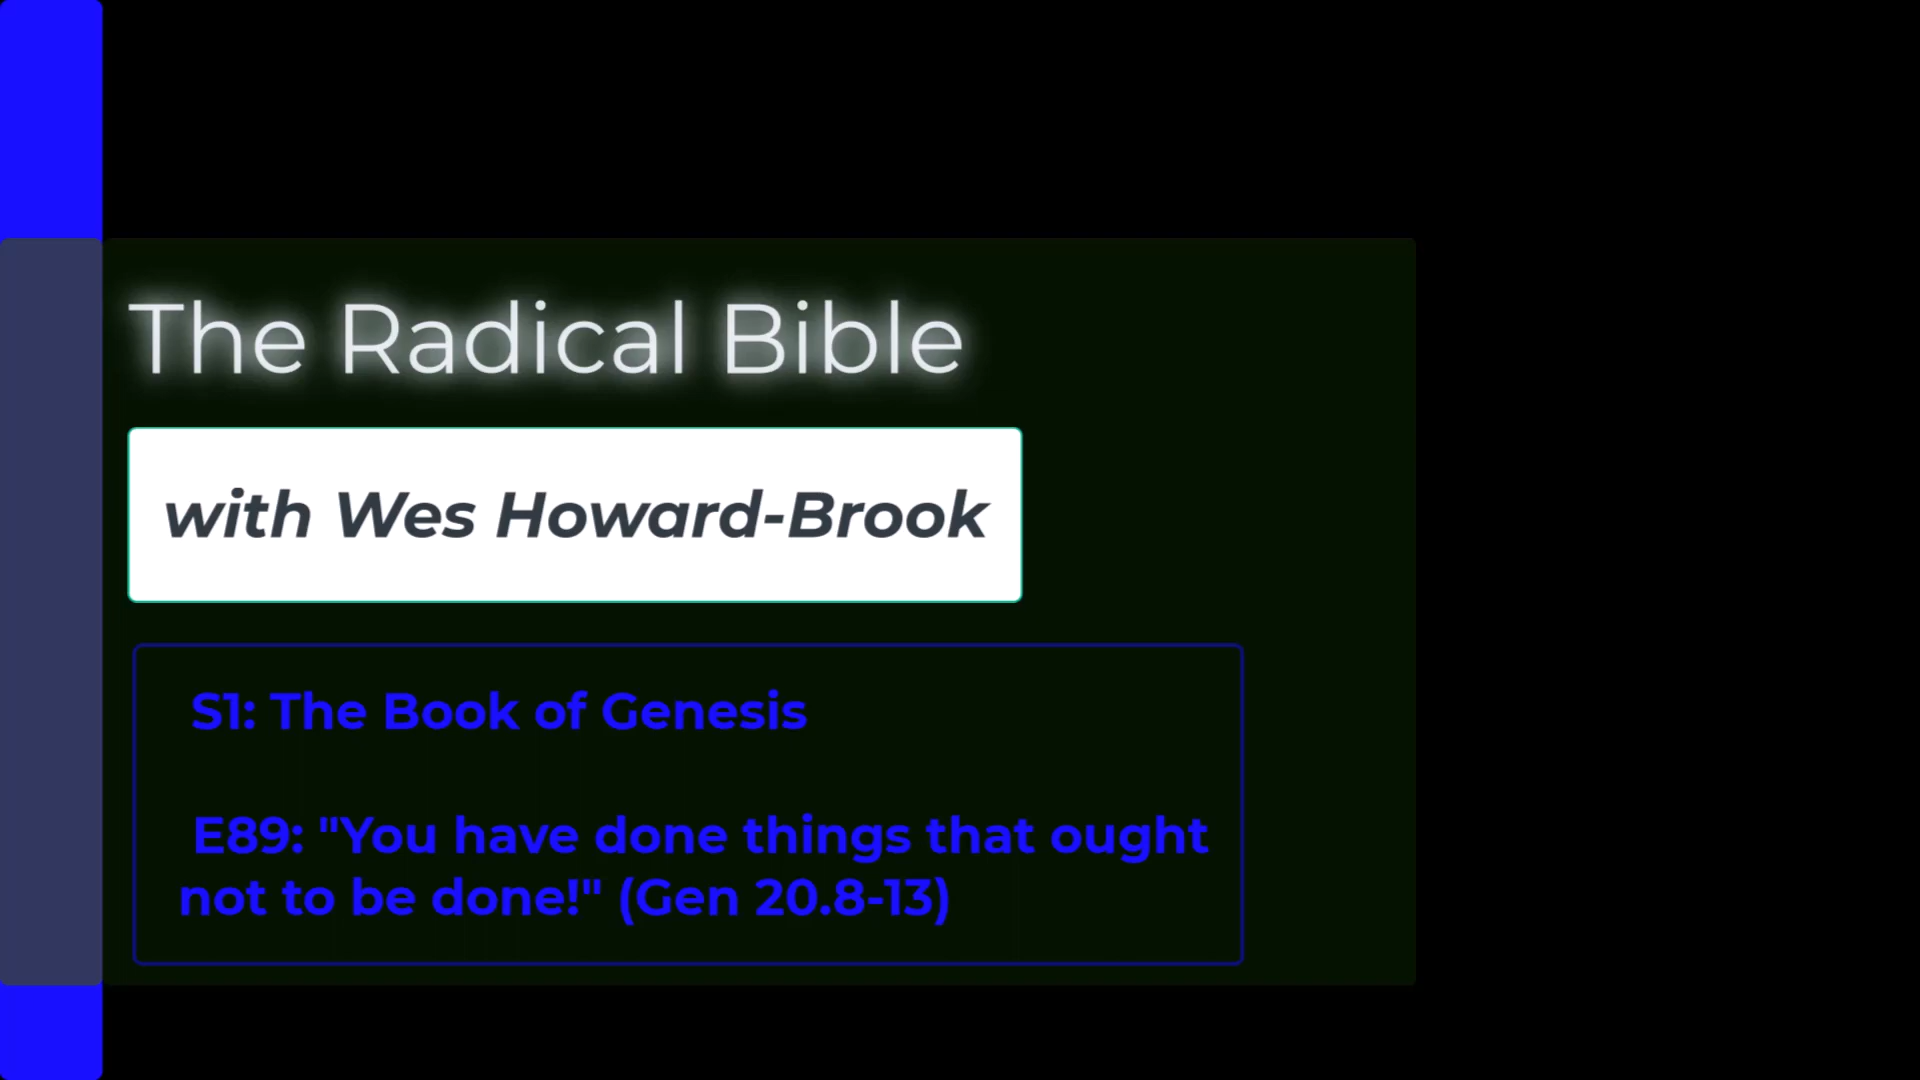 The Radical Bible
with Wes Howard-Brook
S1: The Book of Genesis
E89: "You have done things that ought
not to be done!" (Gen 20.8-13)